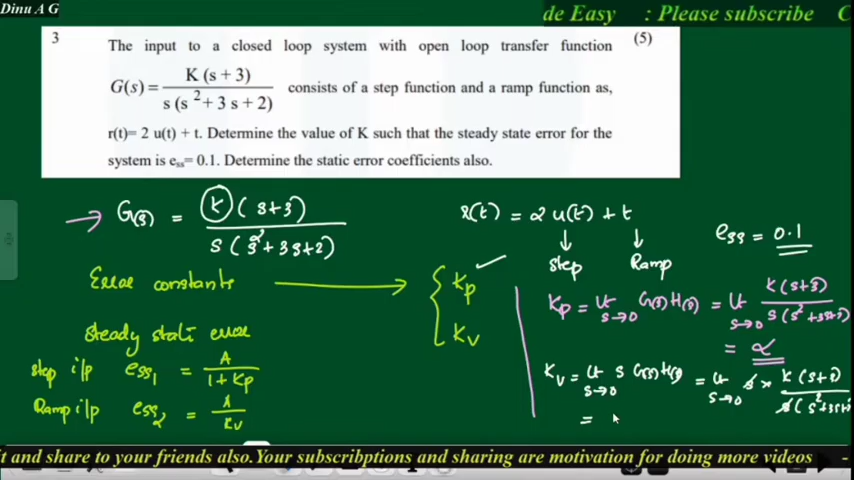 Dinu A G
de Easy : Please subscribe C
3 The input to a closed loop system with open loop transfer function (5)
G(s)= K (s + 3) / s (s^2 + 3 s + 2) consists of a step function and a ramp function as,
r(t)= 2 u(t) + t. Determine the value of K such that the steady state error for the
system is ess= 0.1. Determine the static error coefficients also.
→ G(s) = K (s+3) / s (s^2+3s+2)
r(t) = 2 u(t) + t
↓ ↓
Step Ramp
ess = 0.1
Error constants → { Kp ✓
Kv
Steady state error
Step i/p ess1 = A / 1+Kp
Ramp i/p ess2 = A / Kv
Kp = Lt s→0 G(s)H(s) = Lt s→0 K(s+3) / s(s^2+3s+2)
= ∞
Kv = Lt s→0 s G(s)H(s) = Lt s→0 s × K(s+3) / s(s^2+3s+
=
t and share to your friends also.Your subscribptions and sharing are motivation for doing more videos -